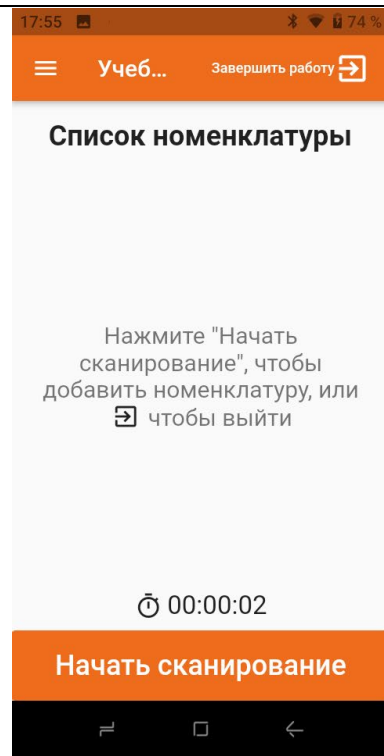 17:55 74 %
Учеб... Завершить работу
Список номенклатуры
Нажмите "Начать
сканирование", чтобы
добавить номенклатуру, или
чтобы выйти
00:00:02
Начать сканирование